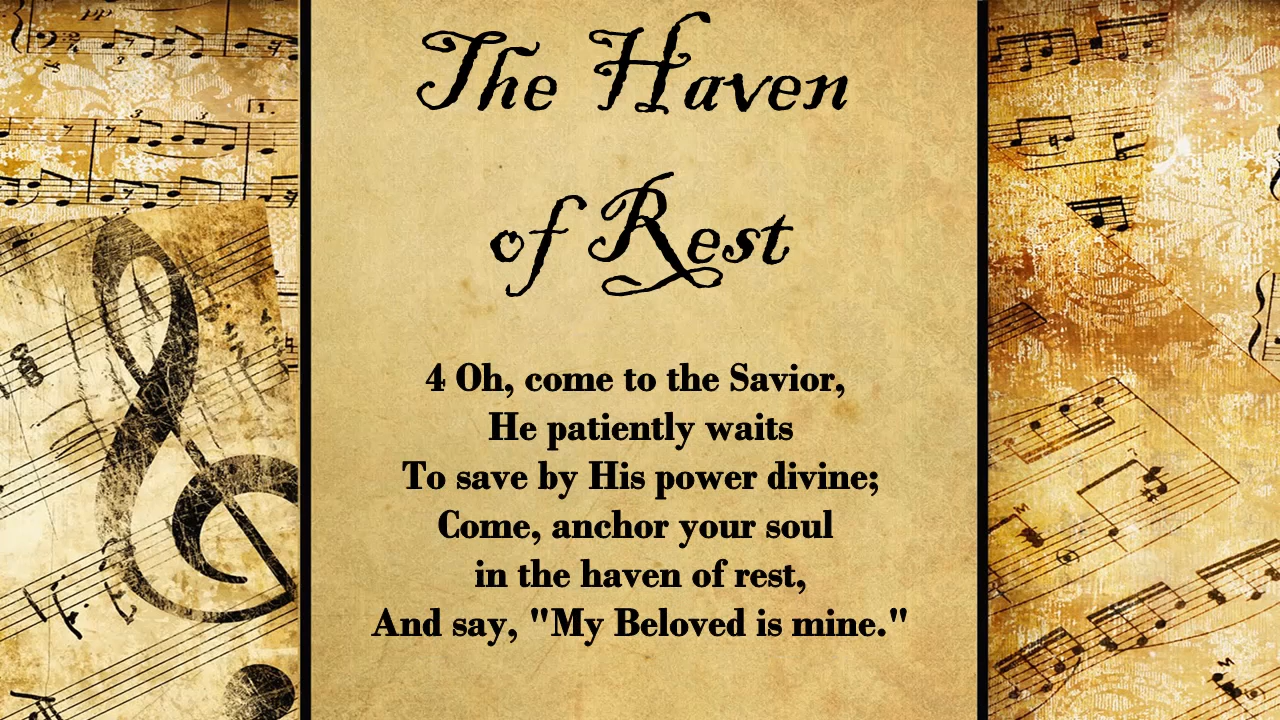 The Haven
of Rest
4 Oh, come to the Savior,
He patiently waits
To save by His power divine;
Come, anchor your soul
in the haven of rest,
And say, "My Beloved is mine."